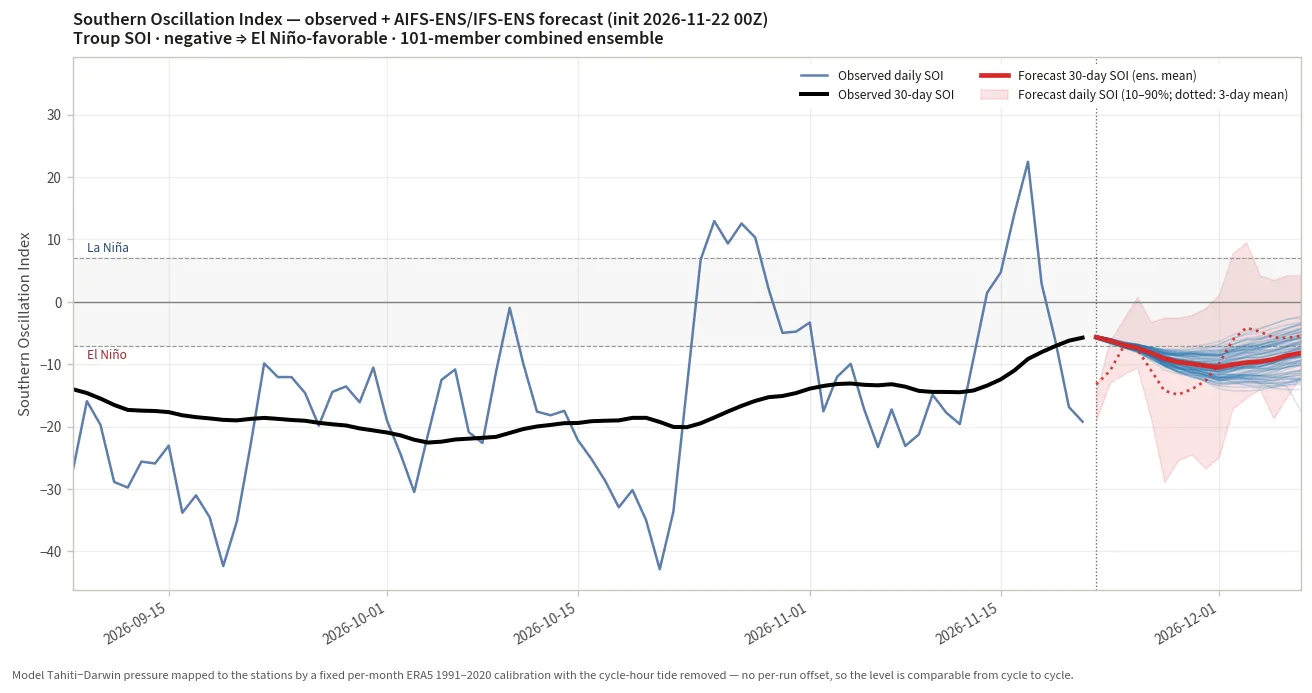 Southern Oscillation Index — observed + AIFS-ENS/IFS-ENS forecast (init 2026-11-22 00Z)
Troup SOI · negative ⇒ El Niño-favorable · 101-member combined ensemble
Observed daily SOI
Observed 30-day SOI
Forecast 30-day SOI (ens. mean)
Forecast daily SOI (10–90%; dotted: 3-day mean)
Southern Oscillation Index
30
20
10
0
−10
−20
−30
−40
La Niña
El Niño
2026-09-15
2026-10-01
2026-10-15
2026-11-01
2026-11-15
2026-12-01
Model Tahiti−Darwin pressure mapped to the stations by a fixed per-month ERA5 1991–2020 calibration with the cycle-hour tide removed — no per-run offset, so the level is comparable from cycle to cycle.